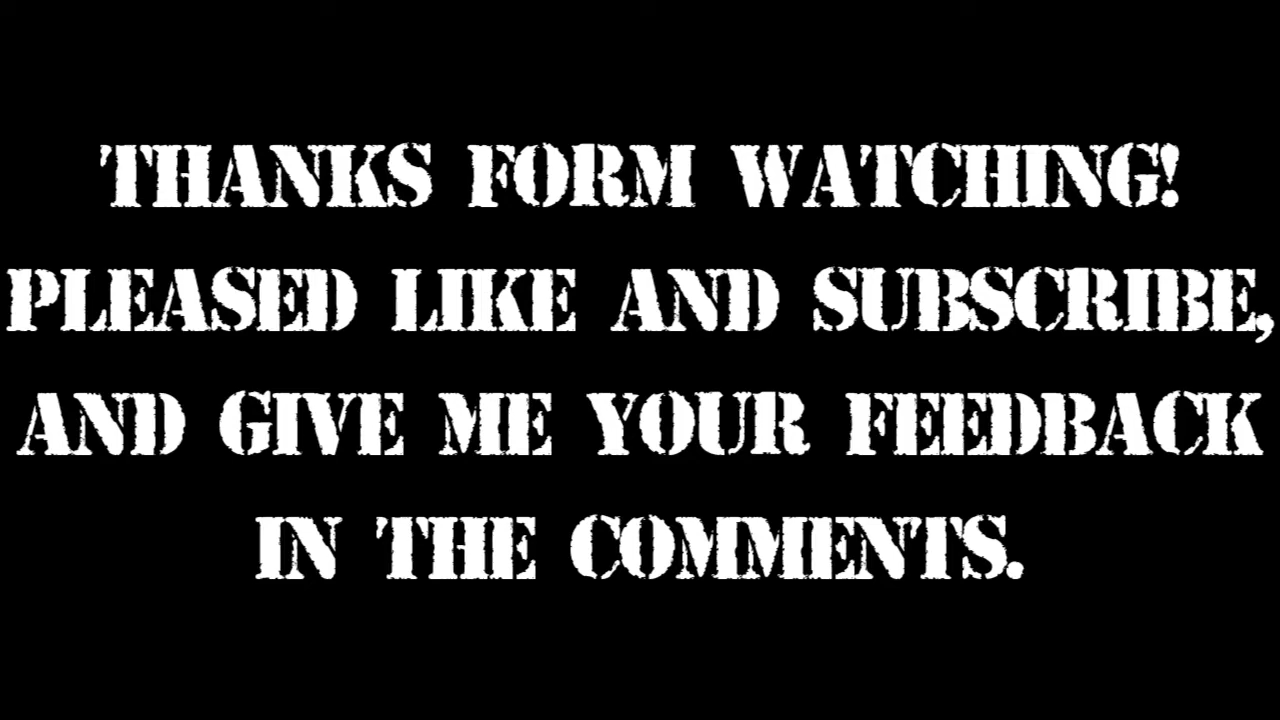 THANKS FORM WATCHING!
PLEASED LIKE AND SUBSCRIBE,
AND GIVE ME YOUR FEEDBACK
IN THE COMMENTS.